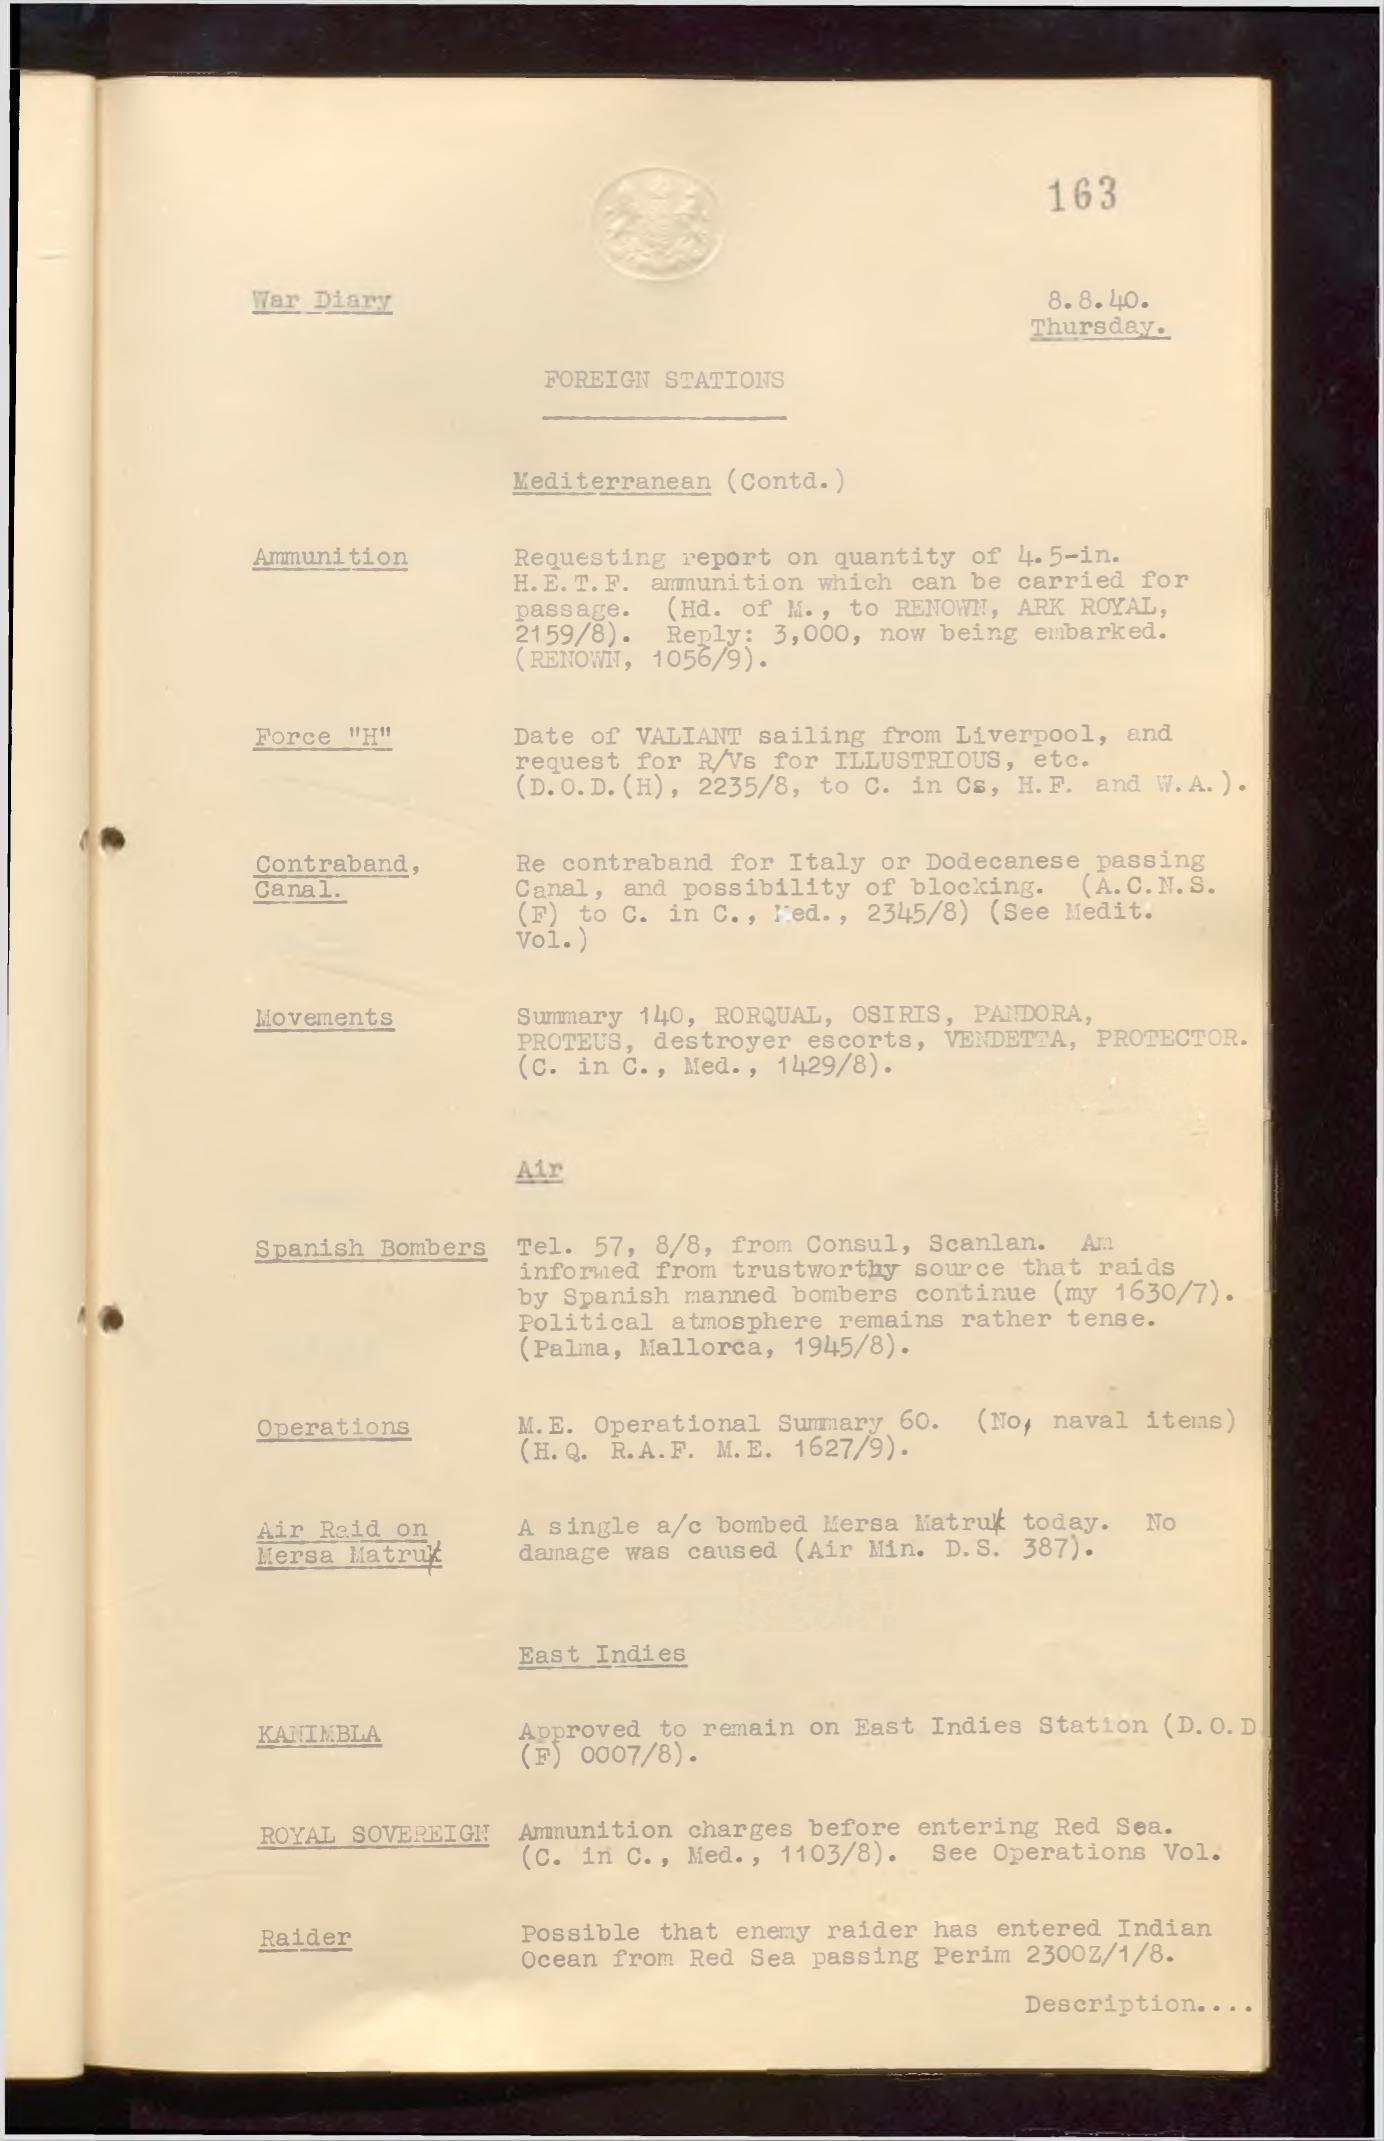 163
War Diary
8.8.40.
Thursday.
FOREIGN STATIONS
Mediterranean (Contd.)
Ammunition
Requesting report on quantity of 4.5-in.
H.E.T.F. ammunition which can be carried for
passage. (Hd. of M., to RENOWN, ARK ROYAL,
2159/8). Reply: 3,000, now being embarked.
(RENOWN, 1056/9).
Force "H"
Date of VALIANT sailing from Liverpool, and
request for R/Vs for ILLUSTRIOUS, etc.
(D.O.D.(H), 2235/8, to C. in Cs, H.F. and W.A.).
Contraband,
Canal.
Re contraband for Italy or Dodecanese passing
Canal, and possibility of blocking. (A.C.N.S.
(F) to C. in C., Med., 2345/8) (See Medit.
Vol.)
Movements
Summary 140, RORQUAL, OSIRIS, PANDORA,
PROTEUS, destroyer escorts, VENDETTA, PROTECTOR.
(C. in C., Med., 1429/8).
Air
Spanish Bombers
Tel. 57, 8/8, from Consul, Scanlan. Am
informed from trustworthy source that raids
by Spanish manned bombers continue (my 1630/7).
Political atmosphere remains rather tense.
(Palma, Mallorca, 1945/8).
Operations
M.E. Operational Summary 60. (No, naval items)
(H.Q. R.A.F. M.E. 1627/9).
Air Raid on
Mersa Matruk
A single a/c bombed Mersa Matruk today. No
damage was caused (Air Min. D.S. 387).
East Indies
KANIMBLA
Approved to remain on East Indies Station (D.O.D
(F) 0007/8).
ROYAL SOVEREIGN
Ammunition charges before entering Red Sea.
(C. in C., Med., 1103/8). See Operations Vol.
Raider
Possible that enemy raider has entered Indian
Ocean from Red Sea passing Perim 2300Z/1/8.
Description....